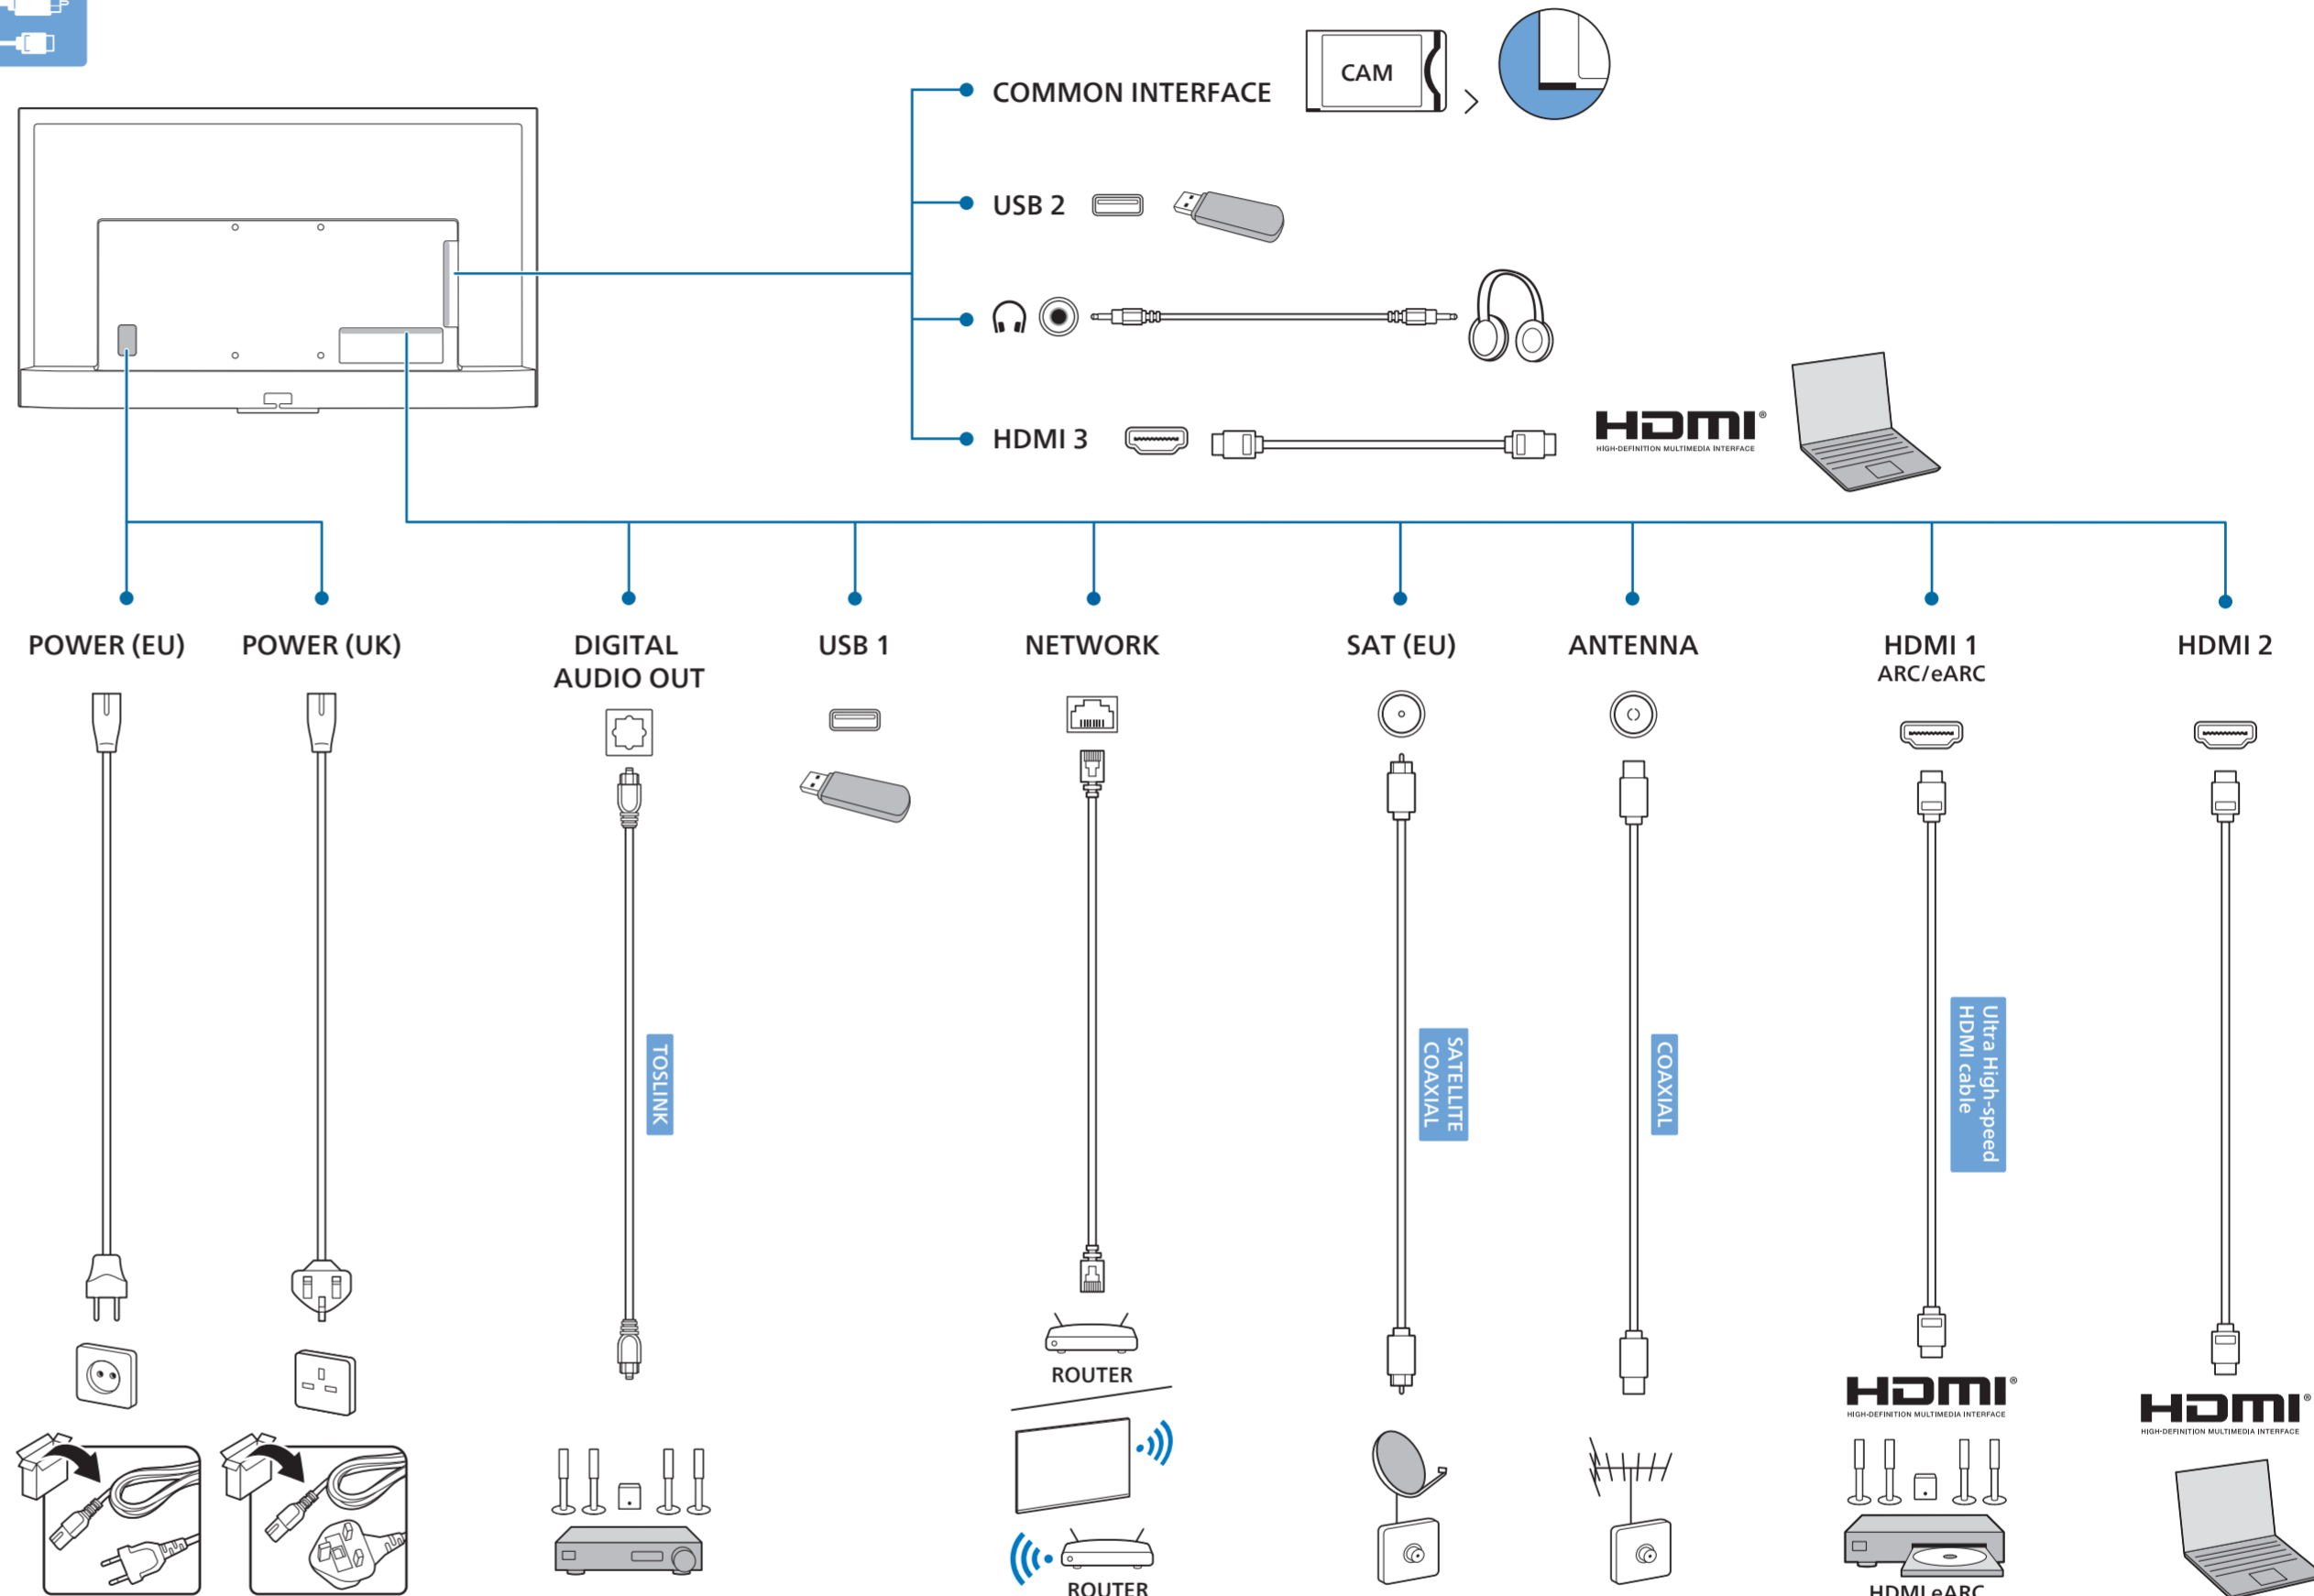 COMMON INTERFACE
CAM
USB 2
HDMI 3
HDMI®
HIGH-DEFINITION MULTIMEDIA INTERFACE
POWER (EU)
POWER (UK)
DIGITAL
AUDIO OUT
USB 1
NETWORK
SAT (EU)
ANTENNA
HDMI 1
ARC/eARC
HDMI 2
TOSLINK
SATELLITE
COAXIAL
COAXIAL
Ultra High-speed
HDMI cable
ROUTER
HDMI®
HIGH-DEFINITION MULTIMEDIA INTERFACE
HDMI®
HIGH-DEFINITION MULTIMEDIA INTERFACE
ROUTER
HDMI eARC